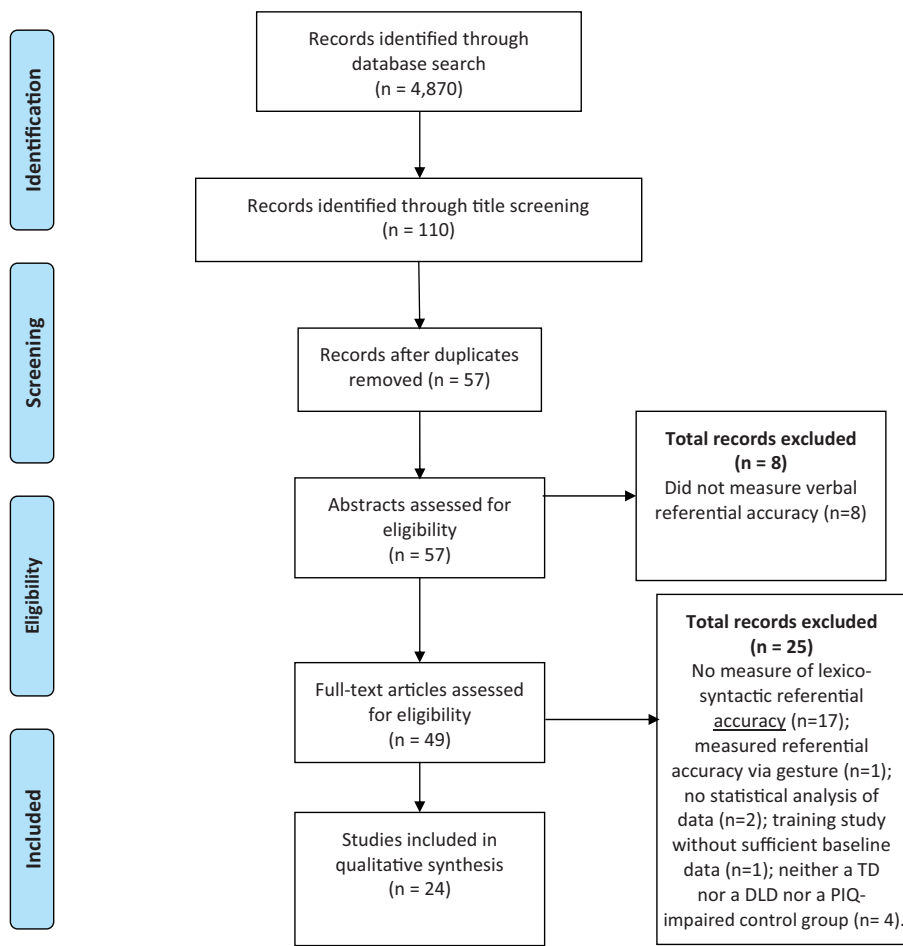 Identification
Records identified through
database search
(n = 4,870)
Records identified through title screening
(n = 110)
Screening
Records after duplicates
removed (n = 57)
Total records excluded
(n = 8)
Did not measure verbal
referential accuracy (n=8)
Eligibility
Abstracts assessed for
eligibility
(n = 57)
Total records excluded
(n = 25)
No measure of lexico-
syntactic referential
accuracy (n=17);
measured referential
accuracy via gesture (n=1);
no statistical analysis of
data (n=2); training study
without sufficient baseline
data (n=1); neither a TD
nor a DLD nor a PIQ-
impaired control group (n= 4).
Full-text articles assessed
for eligibility
(n = 49)
Included
Studies included in
qualitative synthesis
(n = 24)